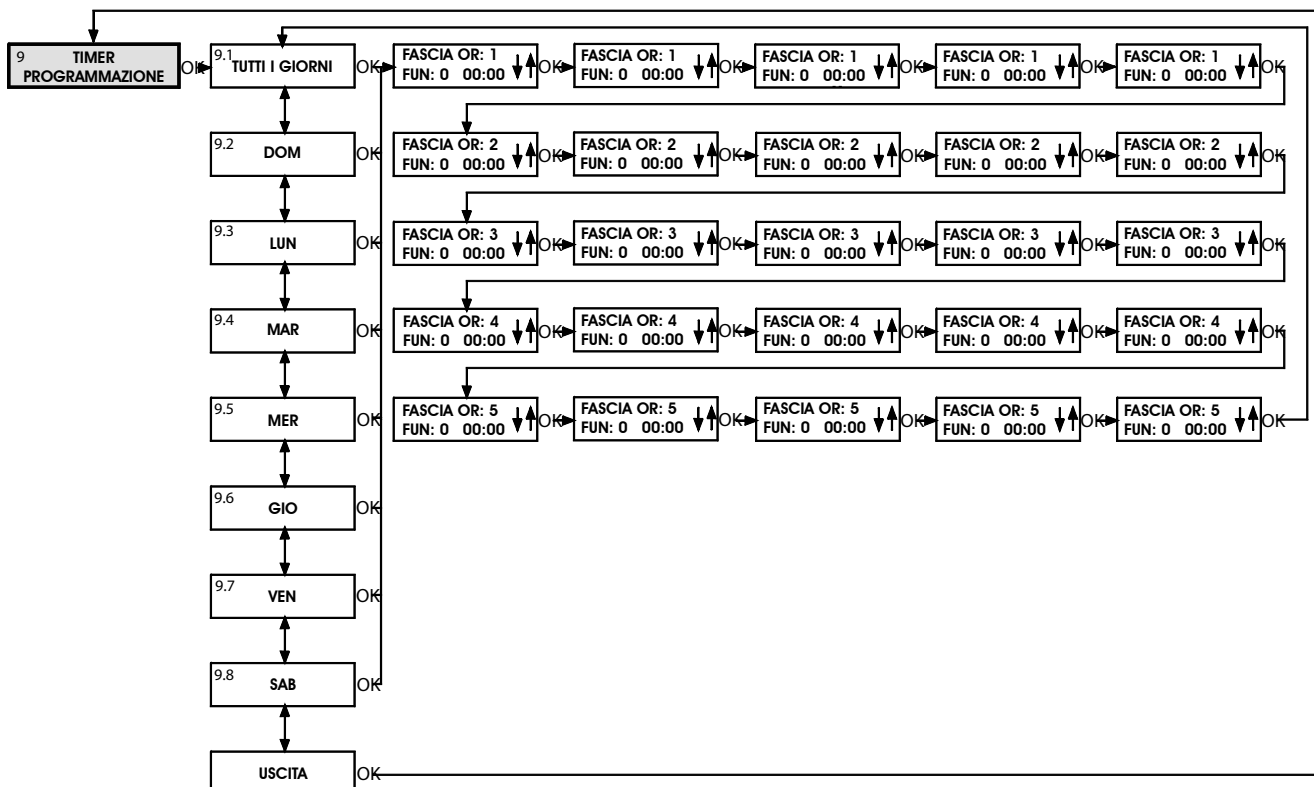 9 TIMER
PROGRAMMAZIONE OK
9.1 TUTTI I GIORNI OK
FASCIA OR: 1
FUN: 0 00:00 OK
FASCIA OR: 1
FUN: 0 00:00 OK
FASCIA OR: 1
FUN: 0 00:00 OK
FASCIA OR: 1
FUN: 0 00:00 OK
FASCIA OR: 1
FUN: 0 00:00 OK
9.2 DOM OK
FASCIA OR: 2
FUN: 0 00:00 OK
FASCIA OR: 2
FUN: 0 00:00 OK
FASCIA OR: 2
FUN: 0 00:00 OK
FASCIA OR: 2
FUN: 0 00:00 OK
FASCIA OR: 2
FUN: 0 00:00 OK
9.3 LUN OK
FASCIA OR: 3
FUN: 0 00:00 OK
FASCIA OR: 3
FUN: 0 00:00 OK
FASCIA OR: 3
FUN: 0 00:00 OK
FASCIA OR: 3
FUN: 0 00:00 OK
FASCIA OR: 3
FUN: 0 00:00 OK
9.4 MAR OK
FASCIA OR: 4
FUN: 0 00:00 OK
FASCIA OR: 4
FUN: 0 00:00 OK
FASCIA OR: 4
FUN: 0 00:00 OK
FASCIA OR: 4
FUN: 0 00:00 OK
FASCIA OR: 4
FUN: 0 00:00 OK
9.5 MER OK
FASCIA OR: 5
FUN: 0 00:00 OK
FASCIA OR: 5
FUN: 0 00:00 OK
FASCIA OR: 5
FUN: 0 00:00 OK
FASCIA OR: 5
FUN: 0 00:00 OK
FASCIA OR: 5
FUN: 0 00:00 OK
9.6 GIO OK
9.7 VEN OK
9.8 SAB OK
USCITA OK